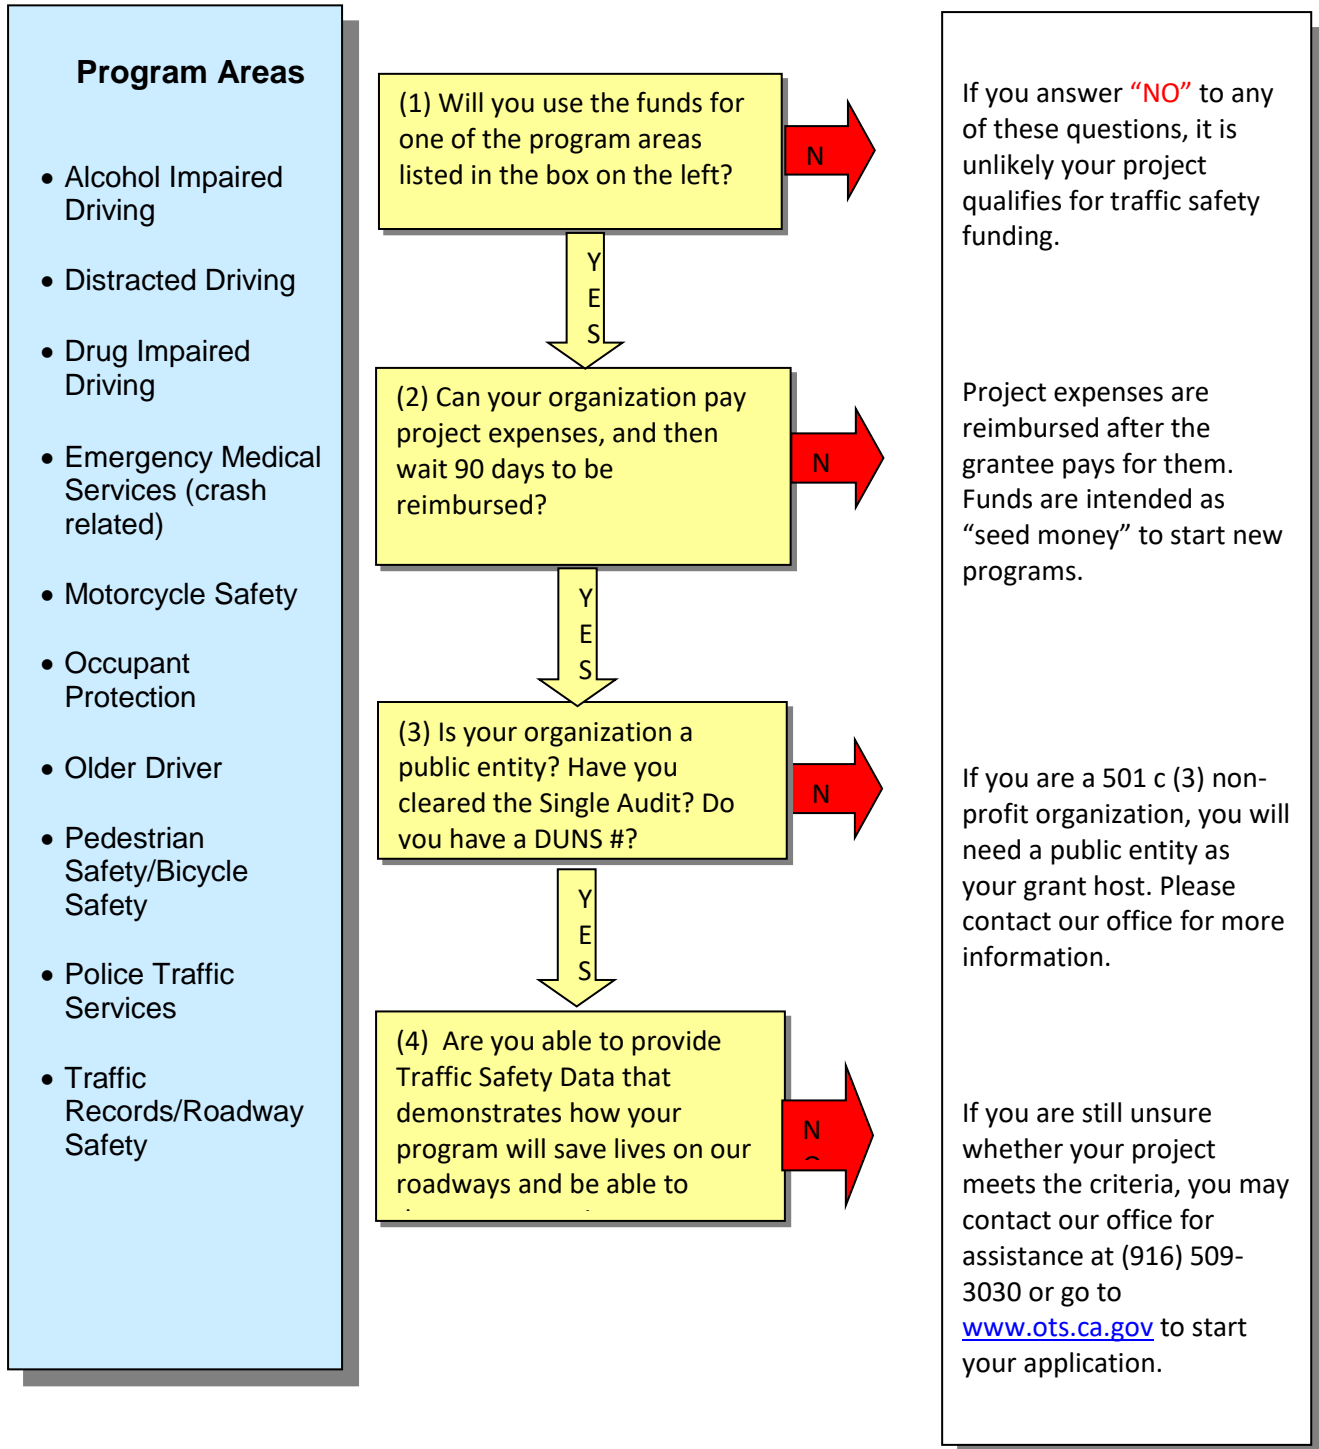 Program Areas
• Alcohol Impaired
Driving
• Distracted Driving
• Drug Impaired
Driving
• Emergency Medical
Services (crash
related)
• Motorcycle Safety
• Occupant
Protection
• Older Driver
• Pedestrian
Safety/Bicycle
Safety
• Police Traffic
Services
• Traffic
Records/Roadway
Safety
(1) Will you use the funds for
one of the program areas
listed in the box on the left?
N
Y
E
S
(2) Can your organization pay
project expenses, and then
wait 90 days to be
reimbursed?
N
Y
E
S
(3) Is your organization a
public entity? Have you
cleared the Single Audit? Do
you have a DUNS #?
N
Y
E
S
(4) Are you able to provide
Traffic Safety Data that
demonstrates how your
program will save lives on our
roadways and be able to
N
If you answer “NO” to any
of these questions, it is
unlikely your project
qualifies for traffic safety
funding.
Project expenses are
reimbursed after the
grantee pays for them.
Funds are intended as
“seed money” to start new
programs.
If you are a 501 c (3) non-
profit organization, you will
need a public entity as
your grant host. Please
contact our office for more
information.
If you are still unsure
whether your project
meets the criteria, you may
contact our office for
assistance at (916) 509-
3030 or go to
www.ots.ca.gov to start
your application.